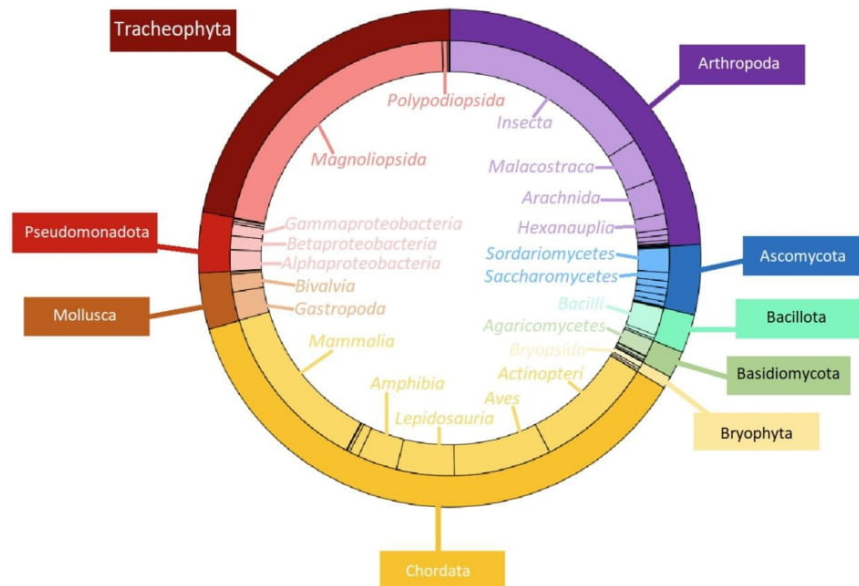 Tracheophyta
Arthropoda
Polypodiopsida
Insecta
Magnoliopsida
Malacostraca
Arachnida
Hexanauplia
Gammaproteobacteria
Pseudomonadota
Betaproteobacteria
Sordariomycetes
Ascomycota
Alphaproteobacteria
Saccharomycetes
Bivalvia
Mollusca
Gastropoda
Bacilli
Bacillota
Agaricomycetes
Mammalia
Bryopsida
Basidiomycota
Actinopteri
Amphibia
Aves
Lepidosauria
Bryophyta
Chordata